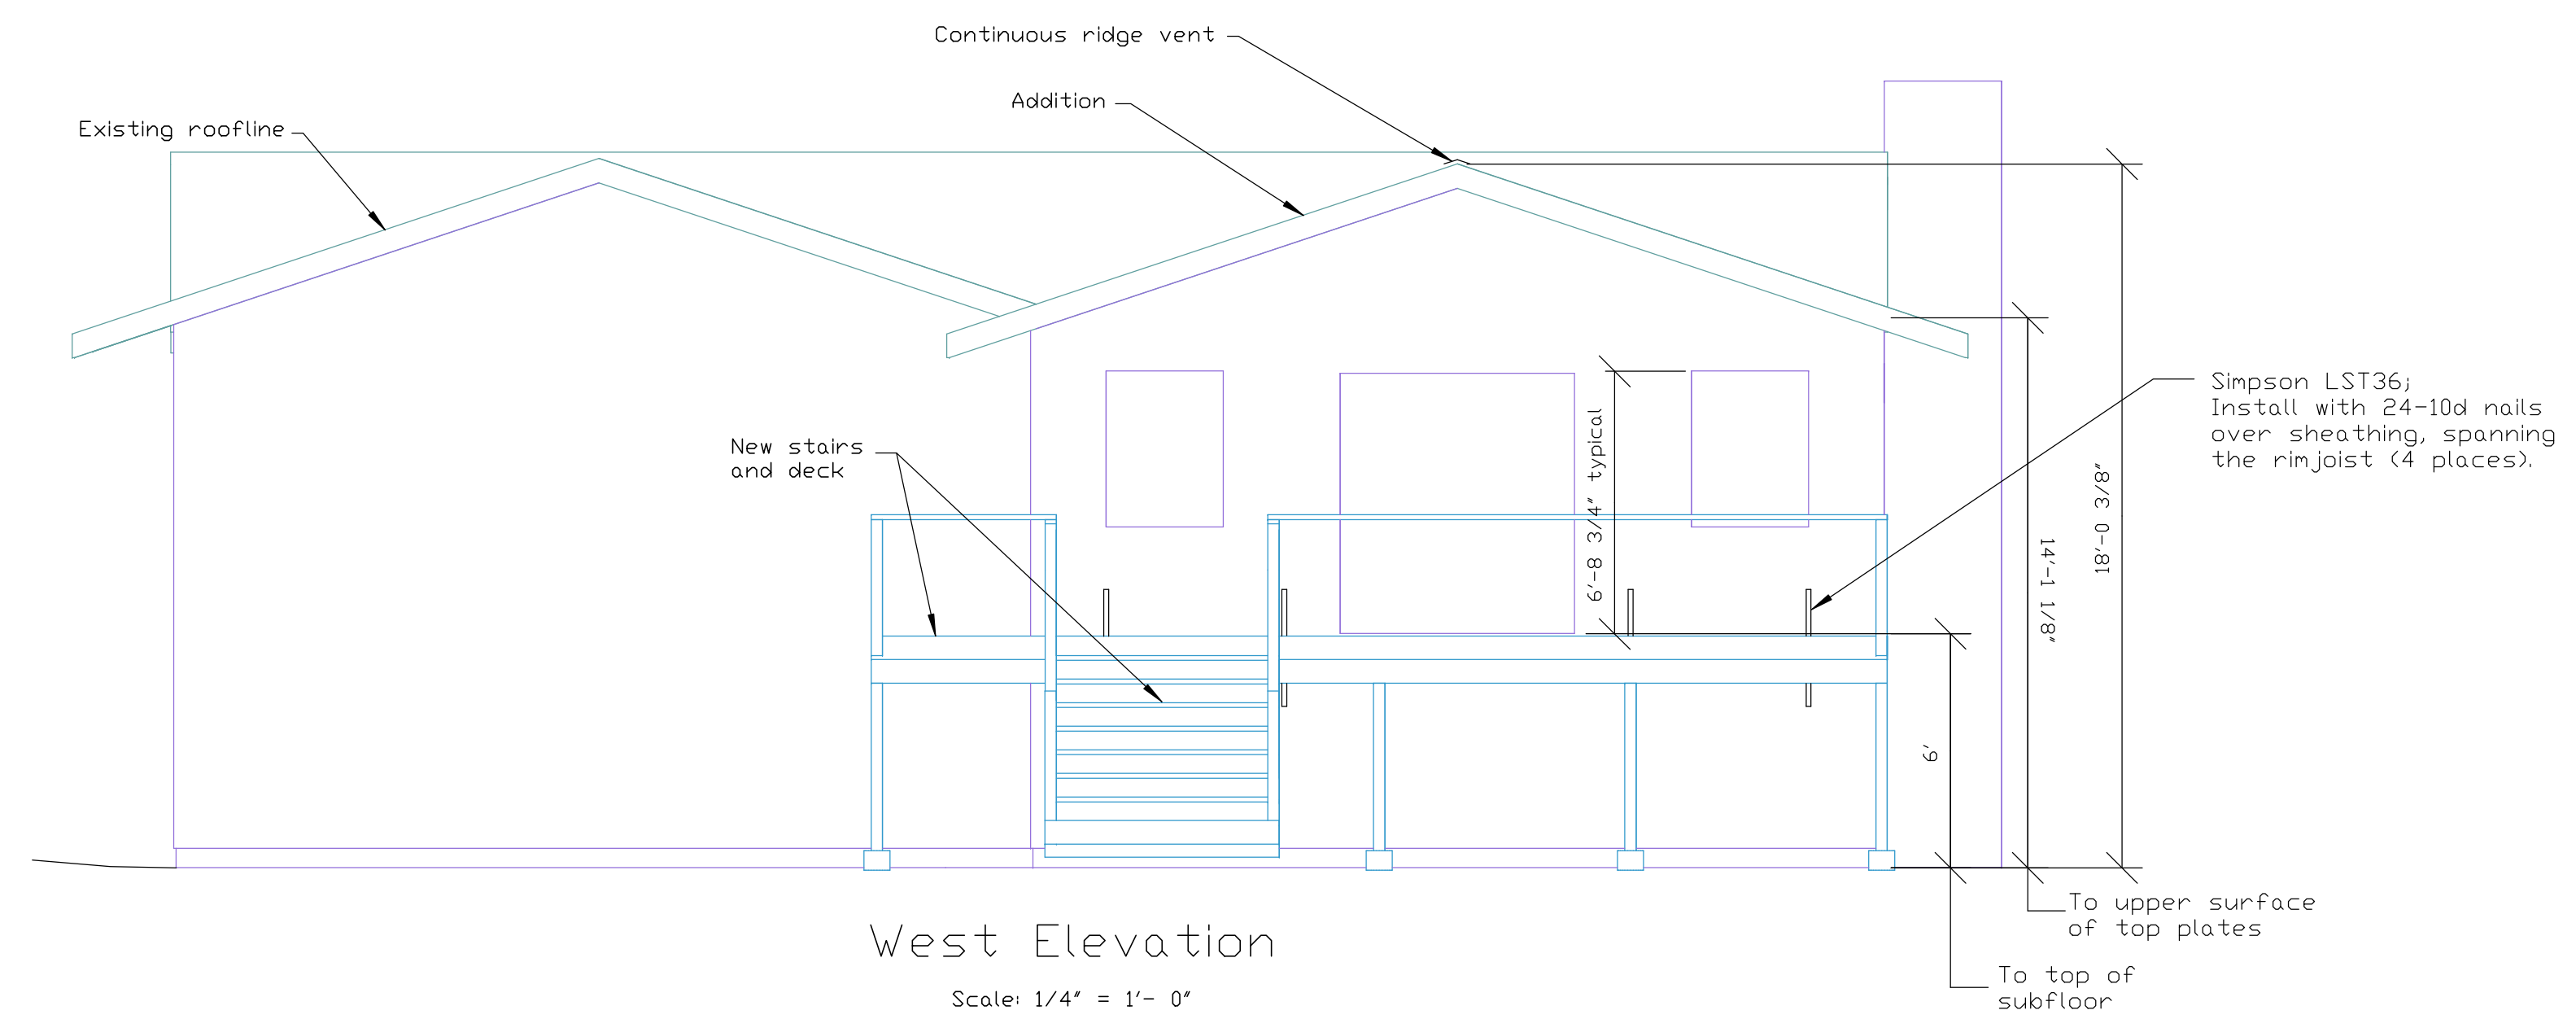 Continuous ridge vent
Addition
Existing roofline
Simpson LST36;
Install with 24-10d nails
over sheathing, spanning
the rimjoist (4 places).
New stairs
and deck
6'-8 3/4" typical
18'-0 3/8"
14'-1 1/8"
6'
To upper surface
of top plates
To top of
subfloor
West Elevation
Scale: 1/4" = 1'- 0"